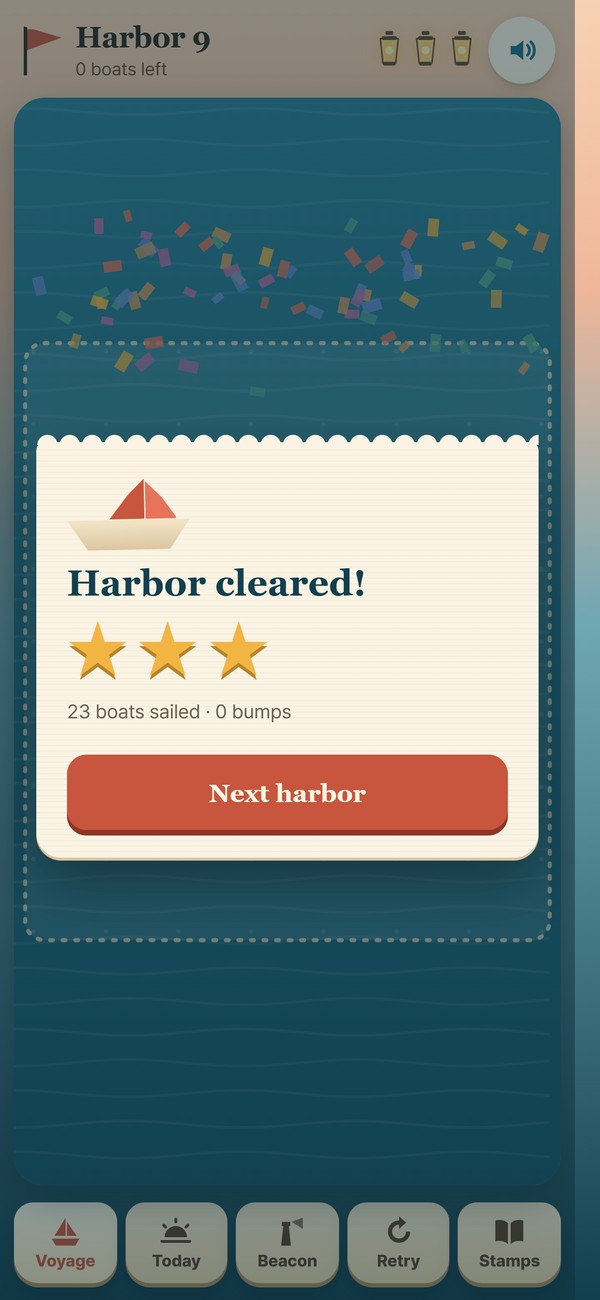 Harbor 9
0 boats left
Harbor cleared!
23 boats sailed · 0 bumps
Next harbor
Voyage
Today
Beacon
Retry
Stamps